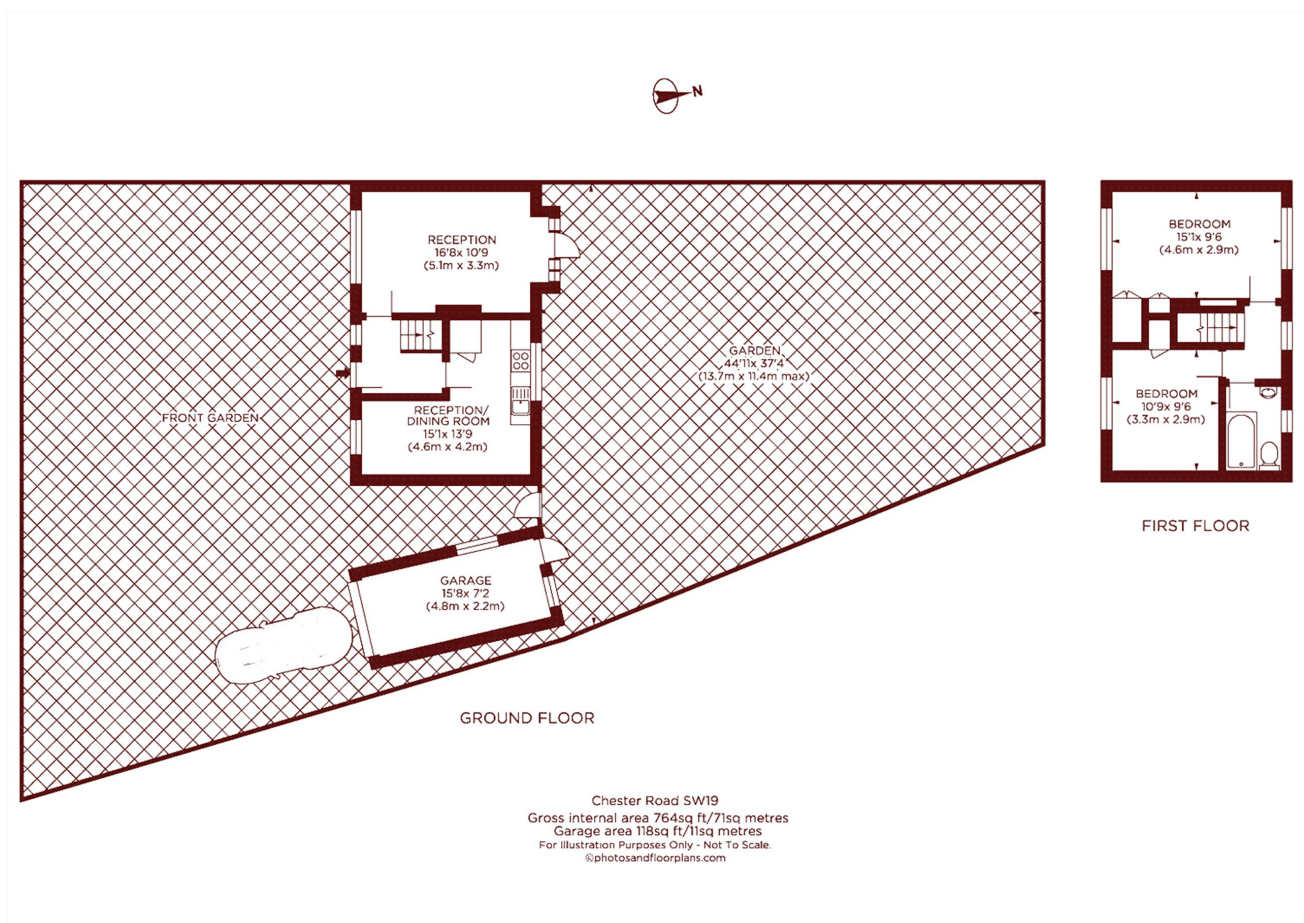 N
RECEPTION
16'8x 10'9
(5.1m x 3.3m)
GARDEN
44'11x 37'4
(13.7m x 11.4m max)
FRONT GARDEN
RECEPTION/
DINING ROOM
15'1x 13'9
(4.6m x 4.2m)
GARAGE
15'8x 7'2
(4.8m x 2.2m)
GROUND FLOOR
BEDROOM
15'1x 9'6
(4.6m x 2.9m)
BEDROOM
10'9x 9'6
(3.3m x 2.9m)
FIRST FLOOR
Chester Road SW19
Gross internal area 764sq ft/71sq metres
Garage area 118sq ft/11sq metres
For Illustration Purposes Only - Not To Scale.
©photosandfloorplans.com